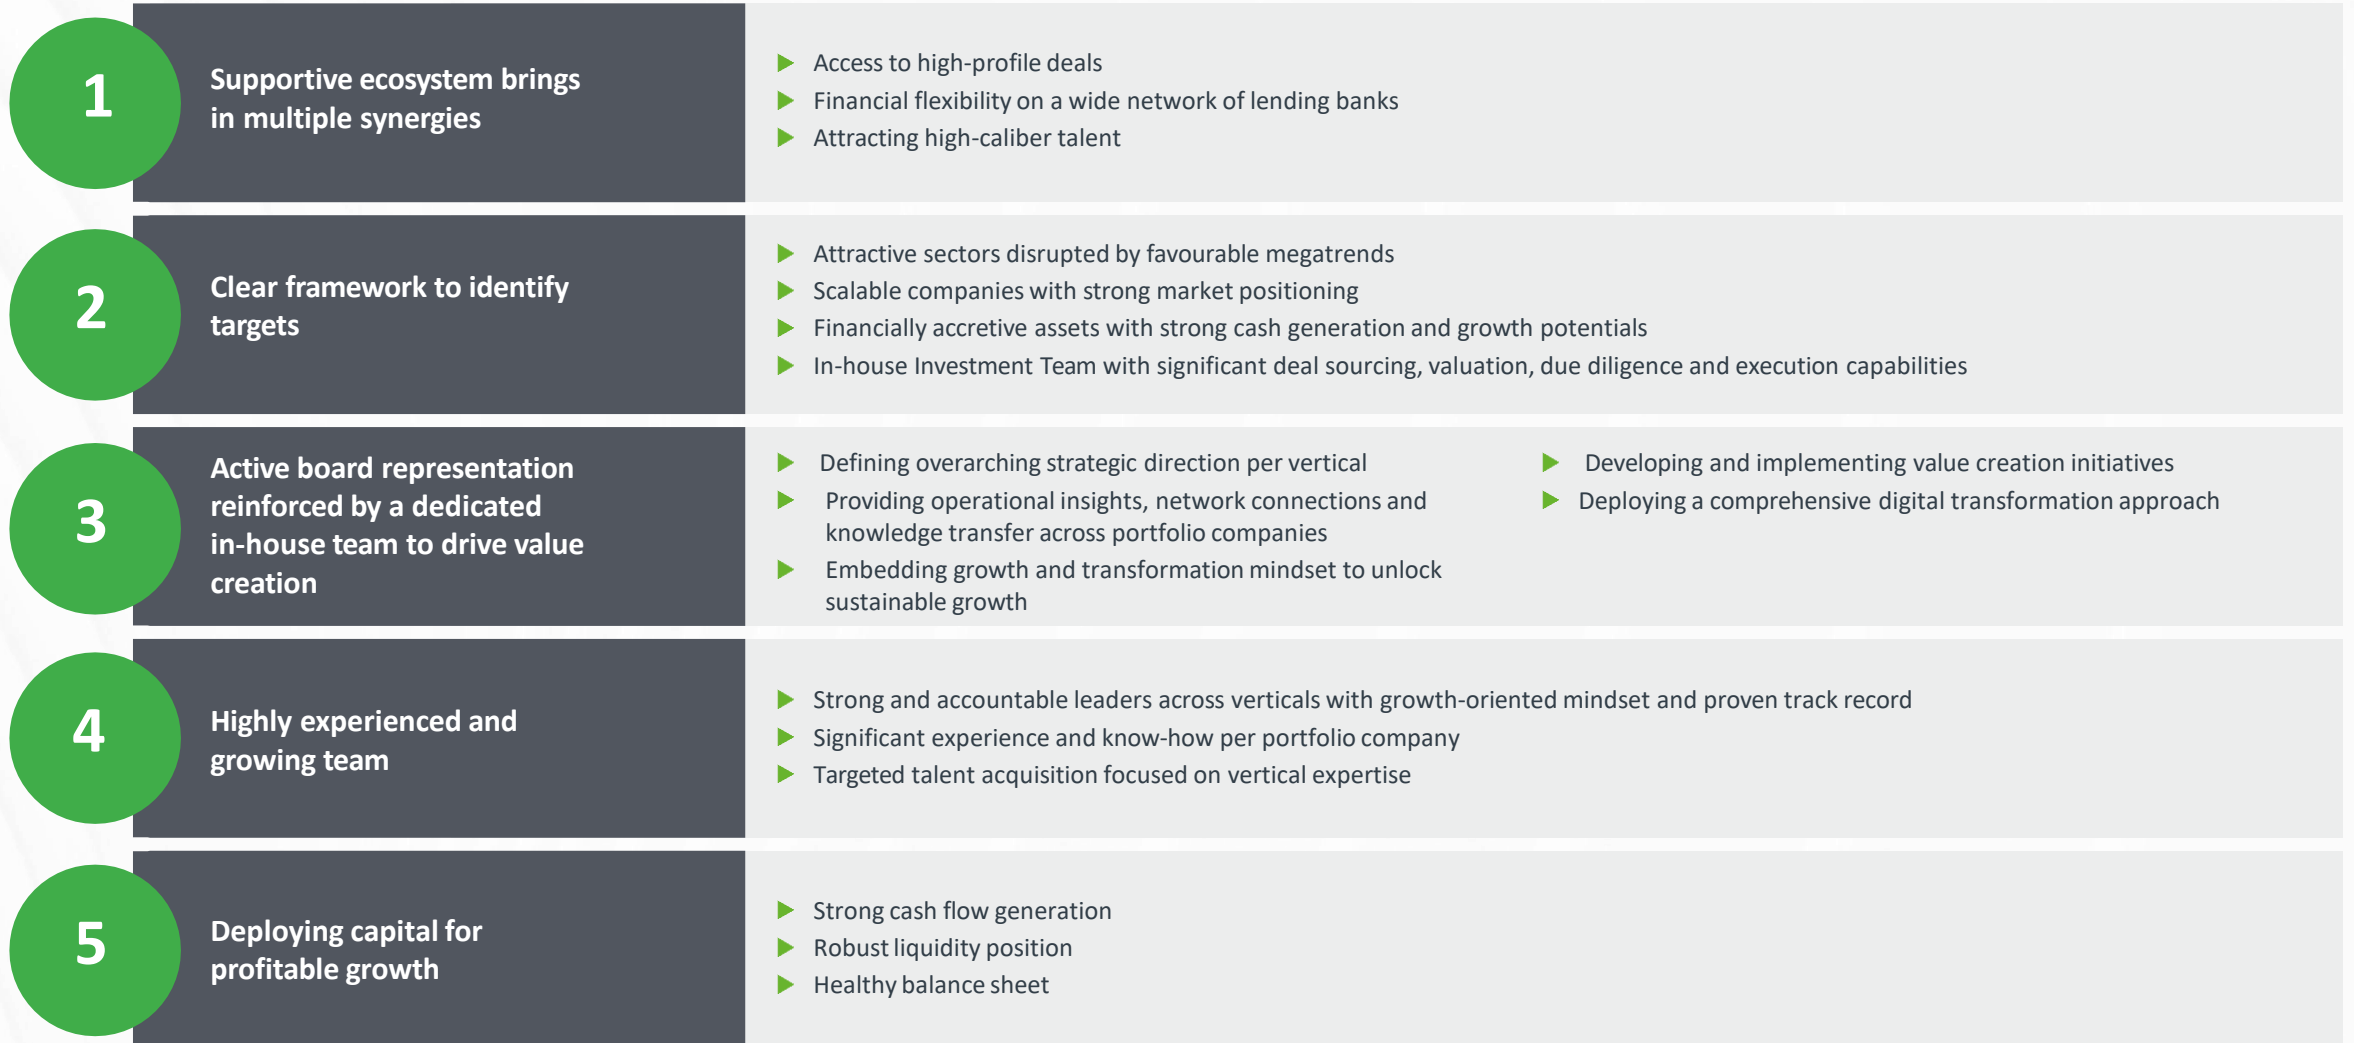 1
Supportive ecosystem brings
in multiple synergies
Access to high-profile deals
Financial flexibility on a wide network of lending banks
Attracting high-caliber talent
2
Clear framework to identify
targets
Attractive sectors disrupted by favourable megatrends
Scalable companies with strong market positioning
Financially accretive assets with strong cash generation and growth potentials
In-house Investment Team with significant deal sourcing, valuation, due diligence and execution capabilities
3
Active board representation
reinforced by a dedicated
in-house team to drive value
creation
Defining overarching strategic direction per vertical
Providing operational insights, network connections and
knowledge transfer across portfolio companies
Embedding growth and transformation mindset to unlock
sustainable growth
Developing and implementing value creation initiatives
Deploying a comprehensive digital transformation approach
4
Highly experienced and
growing team
Strong and accountable leaders across verticals with growth-oriented mindset and proven track record
Significant experience and know-how per portfolio company
Targeted talent acquisition focused on vertical expertise
5
Deploying capital for
profitable growth
Strong cash flow generation
Robust liquidity position
Healthy balance sheet